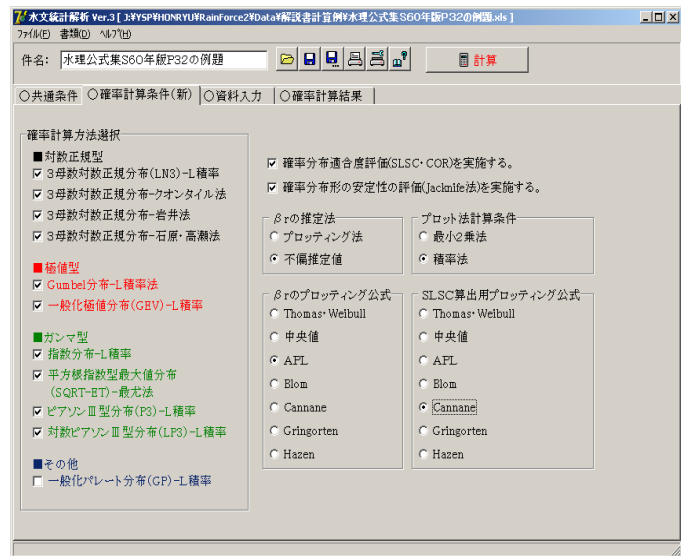 水文統計解析 Ver.3 [ J:¥YSP¥HONRYU¥RainForce2¥Data¥解説書計算例¥水理公式集S60年版P32の例題.xls ]
ファイル(F) 書類(D) ヘルプ(H)
件名: 水理公式集S60年版P32の例題 計算
○共通条件 ○確率計算条件(新) ○資料入力 ○確率計算結果
確率計算方法選択
■対数正規型
3母数対数正規分布(LN3)-L積率
3母数対数正規分布-クオンタイル法
3母数対数正規分布-岩井法
3母数対数正規分布-石原・高瀬法
■極値型
Gumbel分布-L積率法
一般化極値分布(GEV)-L積率
■ガンマ型
指数分布-L積率
平方根指数型最大値分布
(SQRT-ET)-最尤法
ピアソンⅢ型分布(P3)-L積率
対数ピアソンⅢ型分布(LP3)-L積率
■その他
一般化パレート分布(GP)-L積率
確率分布適合度評価(SLSC・COR)を実施する。
確率分布形の安定性の評価(Jacknife法)を実施する。
βrの推定法
プロッティング法
不偏推定値
プロット法計算条件
最小2乗法
積率法
βrのプロッティング公式
Thomas・Weibull
中央値
APL
Blom
Cannane
Gringorten
Hazen
SLSC算出用プロッティング公式
Thomas・Weibull
中央値
APL
Blom
Cannane
Gringorten
Hazen